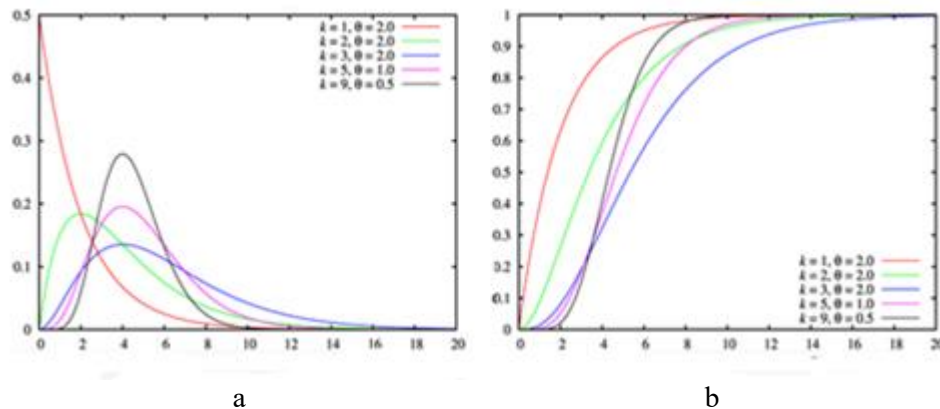 0.5
0.4
0.3
0.2
0.1
0
0 2 4 6 8 10 12 14 16 18 20
k = 1, θ = 2.0
k = 2, θ = 2.0
k = 3, θ = 2.0
k = 5, θ = 1.0
k = 9, θ = 0.5
a
1
0.9
0.8
0.7
0.6
0.5
0.4
0.3
0.2
0.1
0
0 2 4 6 8 10 12 14 16 18 20
k = 1, θ = 2.0
k = 2, θ = 2.0
k = 3, θ = 2.0
k = 5, θ = 1.0
k = 9, θ = 0.5
b